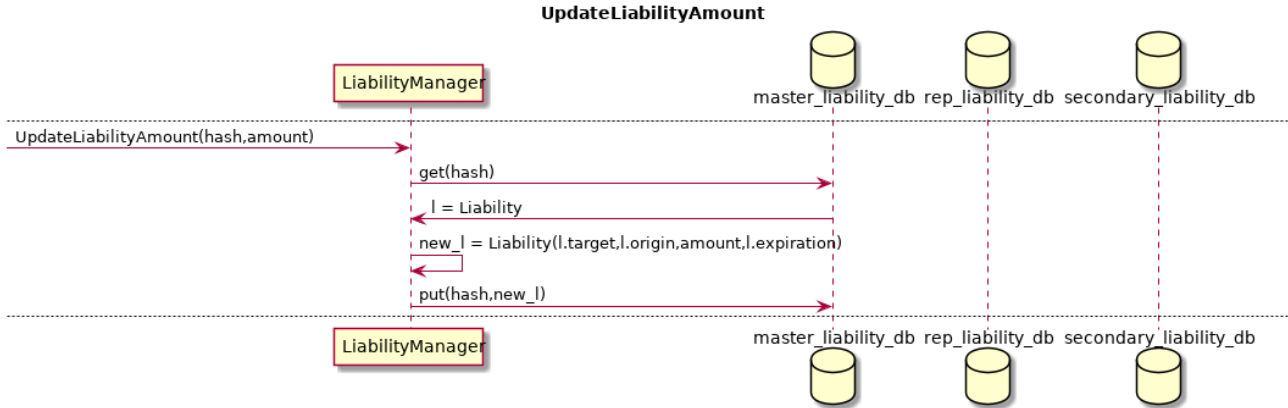 UpdateLiabilityAmount
LiabilityManager
master_liability_db rep_liability_db secondary_liability_db
UpdateLiabilityAmount(hash,amount)
get(hash)
l = Liability
new_l = Liability(l.target,l.origin,amount,l.expiration)
put(hash,new_l)
LiabilityManager
master_liability_db rep_liability_db secondary_liability_db